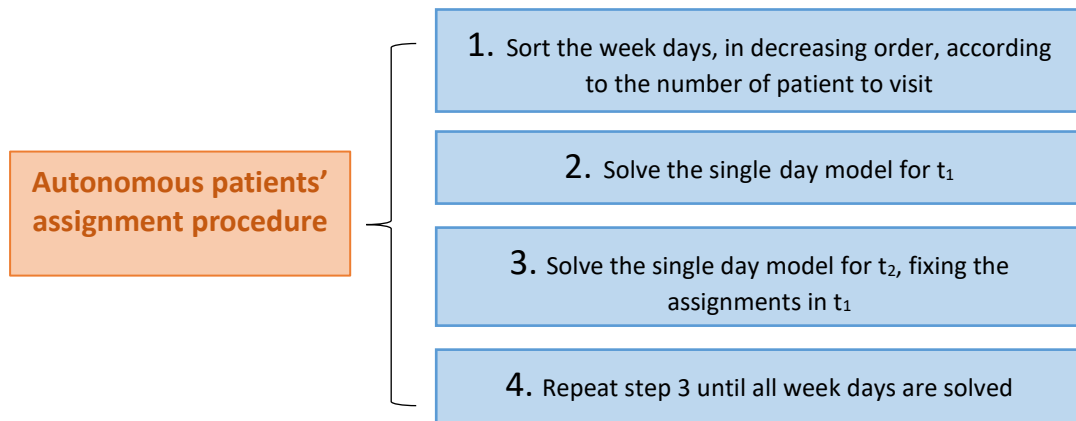 Autonomous patients’
assignment procedure
1. Sort the week days, in decreasing order, according
to the number of patient to visit
2. Solve the single day model for t₁
3. Solve the single day model for t₂, fixing the
assignments in t₁
4. Repeat step 3 until all week days are solved